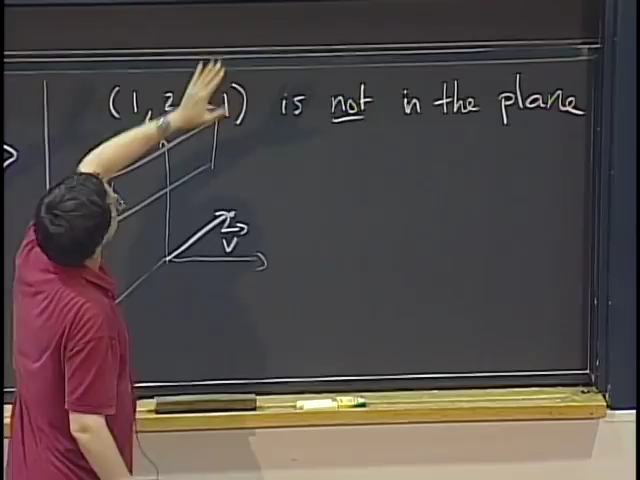 (1, 2 1) is not in the plane
v